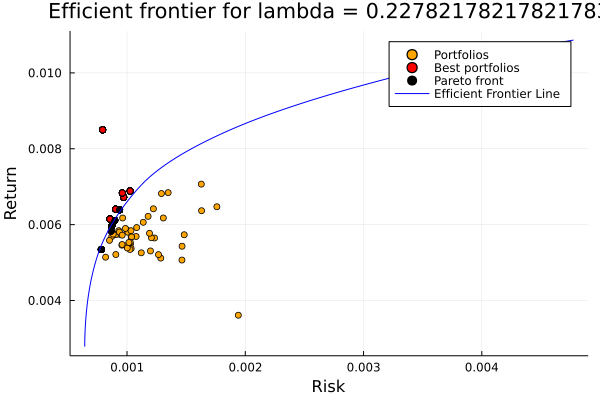 Efficient frontier for lambda = 0.2278217821782178
Portfolios
Best portfolios
Pareto front
Efficient Frontier Line
Return
0.010
0.008
0.006
0.004
0.001
0.002
0.003
0.004
Risk